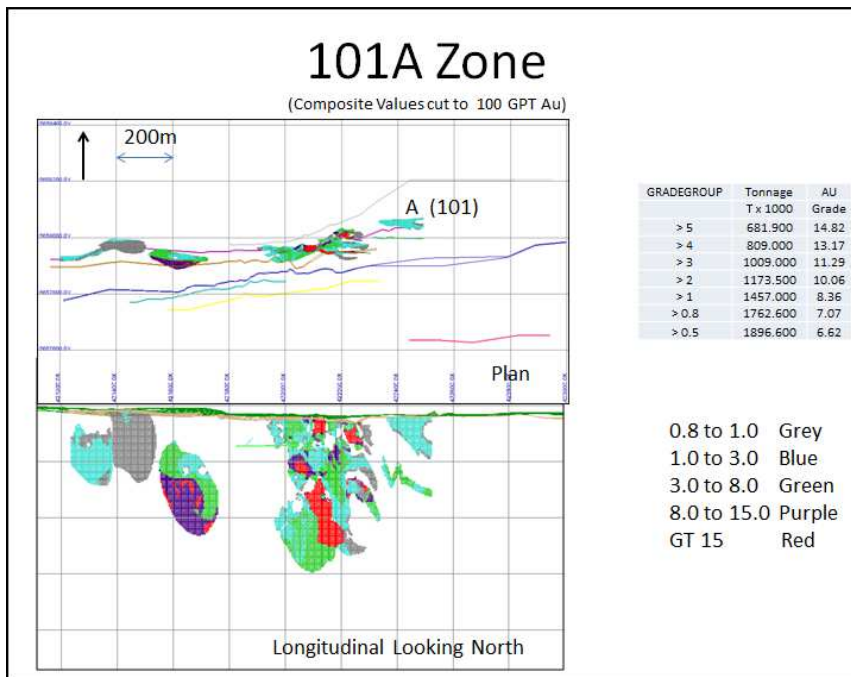 101A Zone
(Composite Values cut to 100 GPT Au)
200m
A (101)
Plan
Longitudinal Looking North
GRADEGROUP Tonnage AU
T x 1000 Grade
> 5 681.900 14.82
> 4 809.000 13.17
> 3 1009.000 11.29
> 2 1173.500 10.06
> 1 1457.000 8.36
> 0.8 1762.600 7.07
> 0.5 1896.600 6.62
0.8 to 1.0 Grey
1.0 to 3.0 Blue
3.0 to 8.0 Green
8.0 to 15.0 Purple
GT 15 Red